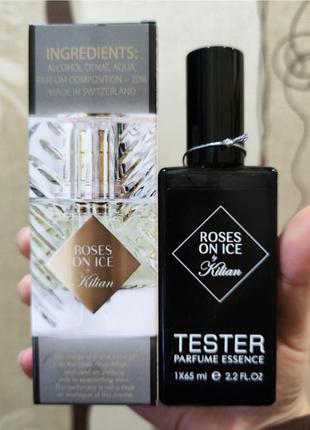 INGREDIENTS:
ALCOHOL DENAT, AQUA,
PARFUM COMPOSITION – 20%
MADE IN SWITZERLAND
ROSES
ON ICE
by
Kilian
ROSES
ON ICE
by
Kilian
TESTER
PARFUME ESSENCE
1X65 ml e 2.2 FL.OZ